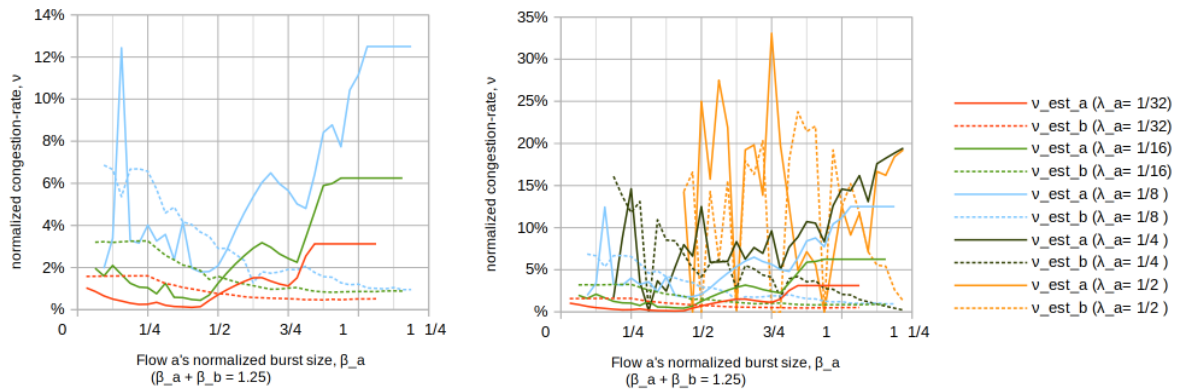 14%
12%
10%
8%
6%
4%
2%
0%
normalized congestion-rate, ν
0
1/4
1/2
3/4
1
1 1/4
Flow a's normalized burst size, β_a
(β_a + β_b = 1.25)
35%
30%
25%
20%
15%
10%
5%
0%
normalized congestion-rate, ν
0
1/4
1/2
3/4
1
1 1/4
Flow a's normalized burst size, β_a
(β_a + β_b = 1.25)
ν_est_a (λ_a= 1/32)
ν_est_b (λ_a= 1/32)
ν_est_a (λ_a= 1/16)
ν_est_b (λ_a= 1/16)
ν_est_a (λ_a= 1/8 )
ν_est_b (λ_a= 1/8 )
ν_est_a (λ_a= 1/4 )
ν_est_b (λ_a= 1/4 )
ν_est_a (λ_a= 1/2 )
ν_est_b (λ_a= 1/2 )